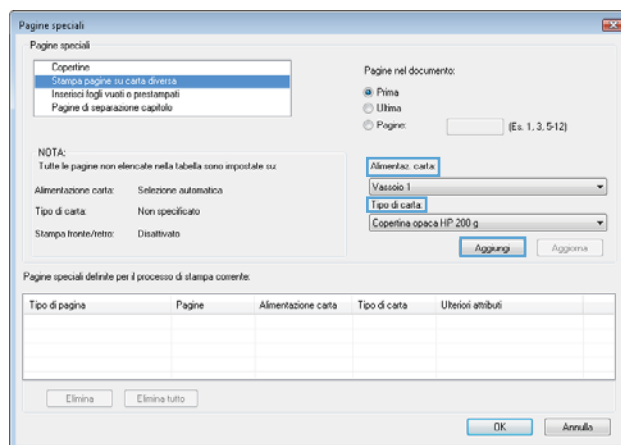 Pagine speciali
Pagine speciali
Copertine
Stampa pagine su carta diversa
Inserisci fogli vuoti o prestampati
Pagine di separazione capitolo
Pagine nel documento:
Prima
Ultima
Pagine: (Es. 1, 3, 5-12)
NOTA:
Tutte le pagine non elencate nella tabella sono impostate su:
Alimentazione carta: Selezione automatica
Tipo di carta: Non specificato
Stampa fronte/retro: Disattivato
Alimentaz. carta:
Vassoio 1
Tipo di carta:
Copertina opaca HP 200 g
Aggiungi Aggiorna
Pagine speciali definite per il processo di stampa corrente:
Tipo di pagina Pagine Alimentazione carta Tipo di carta Ulteriori attributi
Elimina Elimina tutto
OK Annulla